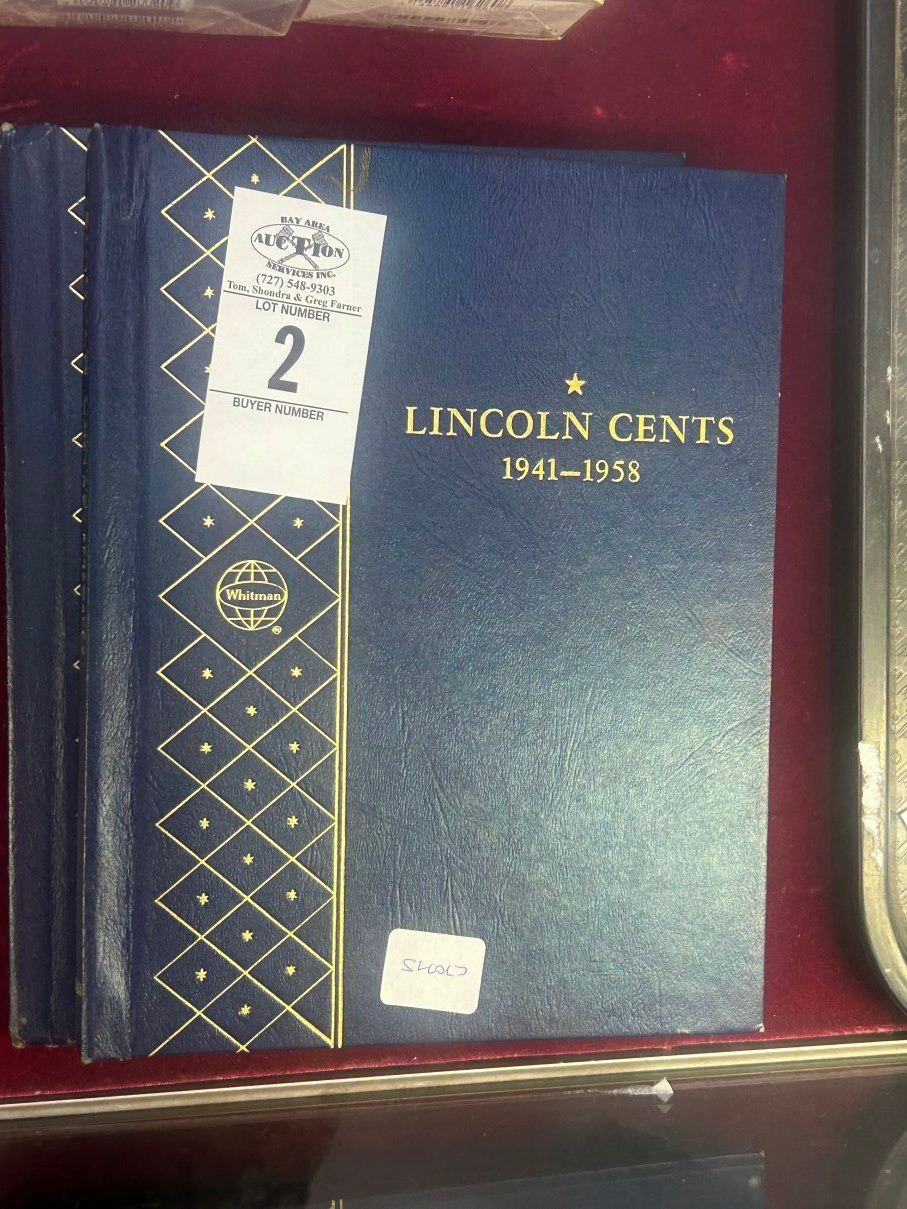 BAY AREA
AUCTION
SERVICES INC.
(727) 548-9303
Tom, Shondra & Greg Farner
LOT NUMBER
2
BUYER NUMBER
LINCOLN CENTS
1941–1958
Whitman
®